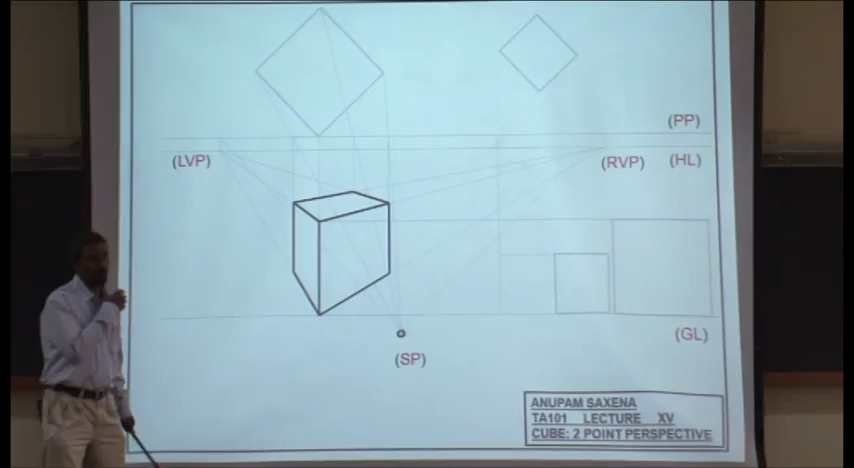 (PP)
(LVP)
(RVP)
(HL)
(GL)
(SP)
ANUPAM SAXENA
TA101 LECTURE XV
CUBE: 2 POINT PERSPECTIVE